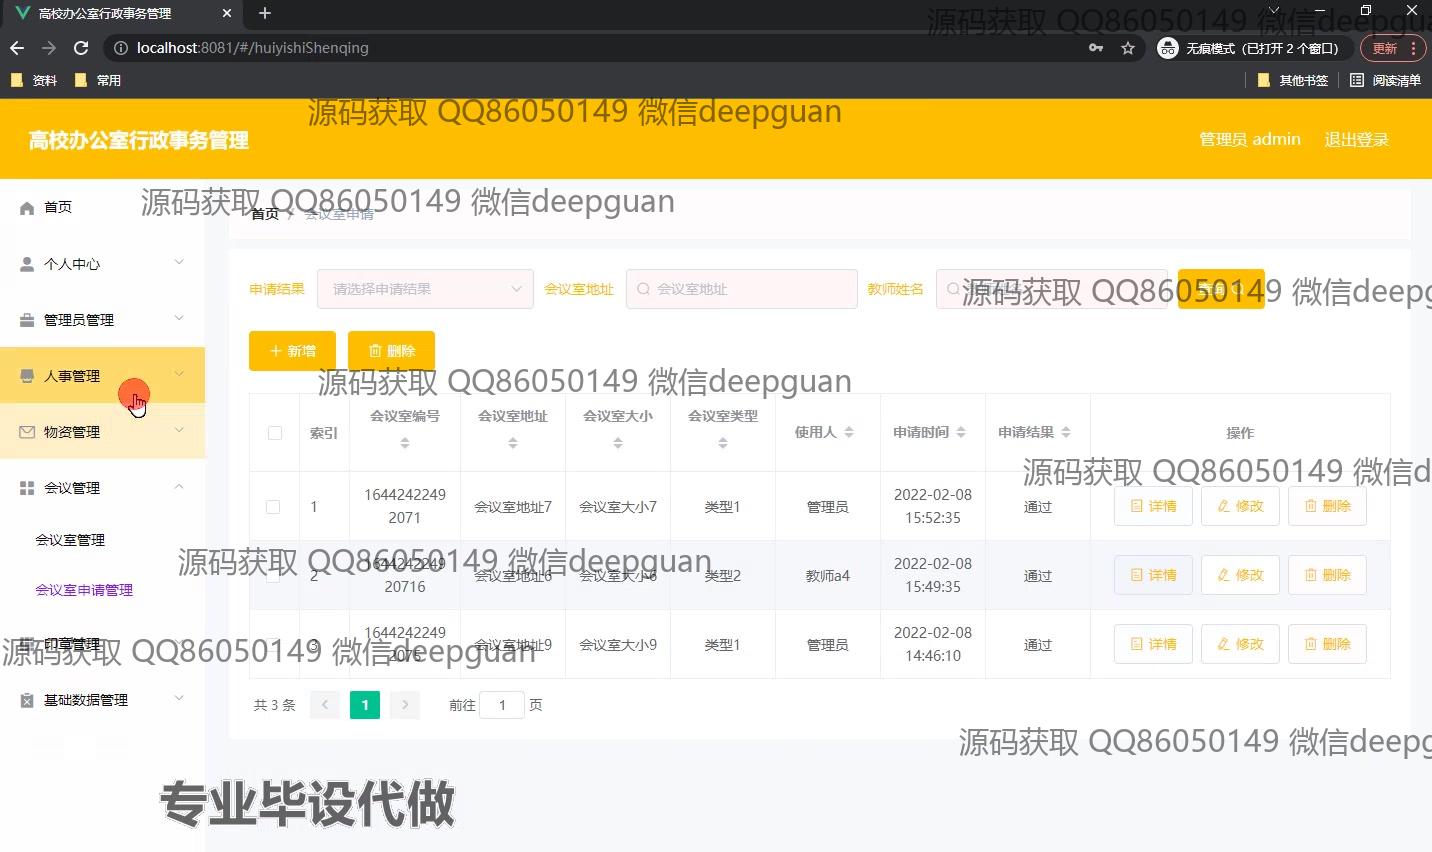 高校办公室行政事务管理
源码获取 QQ86050149 微信deepgua
localhost:8081/#/huiyishiShenqing
无痕模式（已打开 2 个窗口）
更新
资料
常用
其他书签
阅读清单
源码获取 QQ86050149 微信deepguan
高校办公室行政事务管理
管理员 admin
退出登录
首页
源码获取 QQ86050149 微信deepguan
首页 / 会议室申请
个人中心
申请结果
请选择申请结果
会议室地址
会议室地址
教师姓名
源码获取 QQ86050149 微信deepg
查询
管理员管理
新增
删除
人事管理
源码获取 QQ86050149 微信deepguan
索引
会议室编号
会议室地址
会议室大小
会议室类型
使用人
申请时间
申请结果
操作
物资管理
源码获取 QQ86050149 微信d
会议管理
1
1644242249
2071
会议室地址7
会议室大小7
类型1
管理员
2022-02-08
15:52:35
通过
详情
修改
删除
会议室管理
源码获取 QQ86050149 微信deepguan
2
1644242249
20716
会议室地址6
会议室大小6
类型2
教师a4
2022-02-08
15:49:35
通过
详情
修改
删除
会议室申请管理
印章管理
源码获取 QQ86050149 微信deepguan
3
1644242249
2075
会议室地址9
会议室大小9
类型1
管理员
2022-02-08
14:46:10
通过
详情
修改
删除
基础数据管理
共 3 条
1
前往 1 页
源码获取 QQ86050149 微信deepg
专业毕设代做